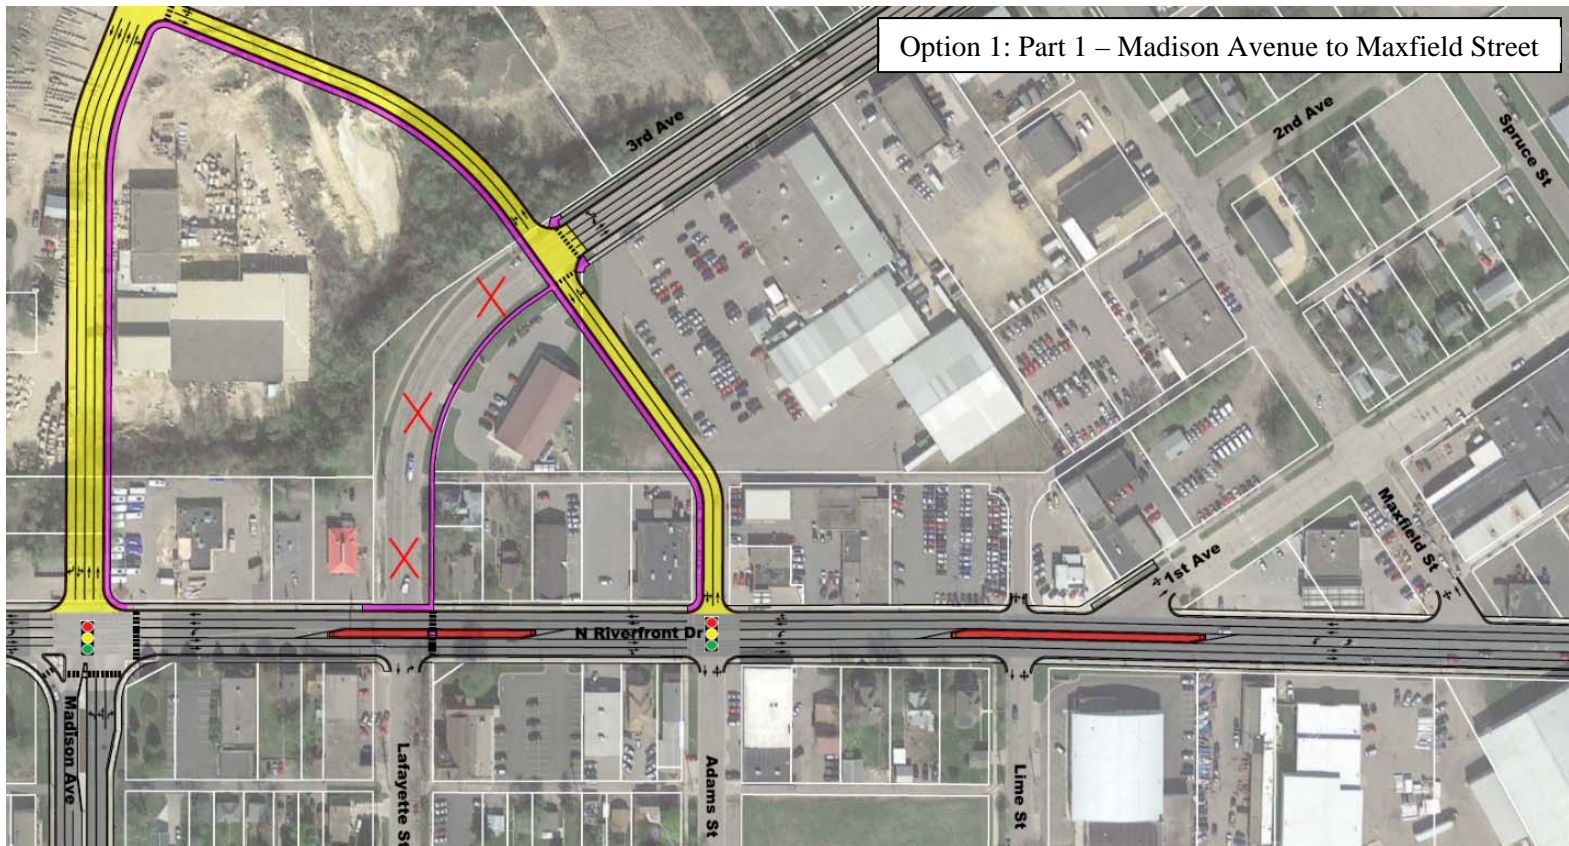 Option 1: Part 1 – Madison Avenue to Maxfield Street
3rd Ave
2nd Ave
Spruce St
Maxfield St
1st Ave
N Riverfront Dr
Madison Ave
Lafayette St
Adams St
Lime St